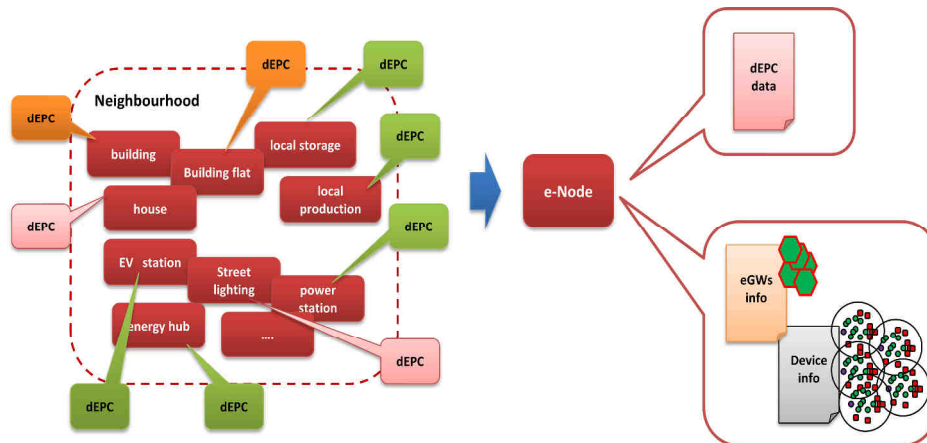 dEPC
dEPC
Neighbourhood
dEPC
dEPC
building
local storage
Building flat
local
production
house
dEPC
dEPC
EV station
Street
lighting
power
station
energy hub
....
dEPC
dEPC
dEPC
e-Node
dEPC
data
eGWs
info
Device
info